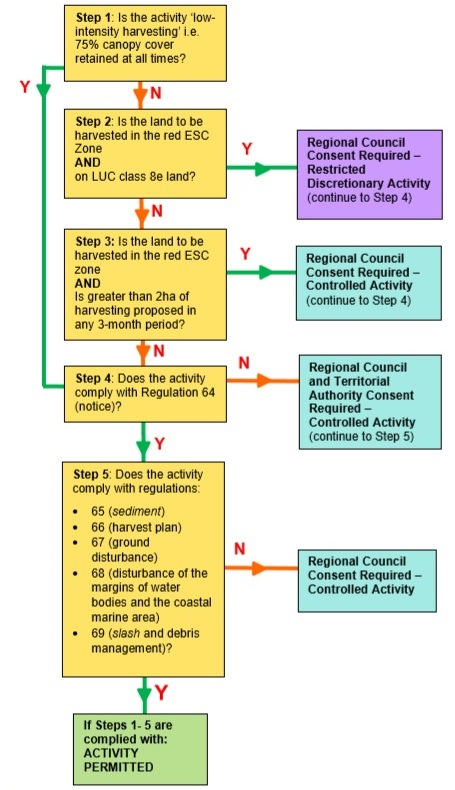 Step 1: Is the activity 'low-
intensity harvesting' i.e.
75% canopy cover
retained at all times?
Y
N
Step 2: Is the land to be
harvested in the red ESC
Zone
AND
on LUC class 8e land?
Y
Regional Council
Consent Required –
Restricted
Discretionary Activity
(continue to Step 4)
N
Step 3: Is the land to be
harvested in the red ESC
zone
AND
Is greater than 2ha of
harvesting proposed in
any 3-month period?
Y
Regional Council
Consent Required –
Controlled Activity
(continue to Step 4)
N
Step 4: Does the activity
comply with Regulation 64
(notice)?
N
Regional Council
and Territorial
Authority Consent
Required –
Controlled Activity
(continue to Step 5)
Y
Step 5: Does the activity
comply with regulations:
• 65 (sediment)
• 66 (harvest plan)
• 67 (ground
disturbance)
• 68 (disturbance of the
margins of water
bodies and the coastal
marine area)
• 69 (slash and debris
management)?
N
Regional Council
Consent Required –
Controlled Activity
Y
If Steps 1- 5 are
complied with:
ACTIVITY
PERMITTED